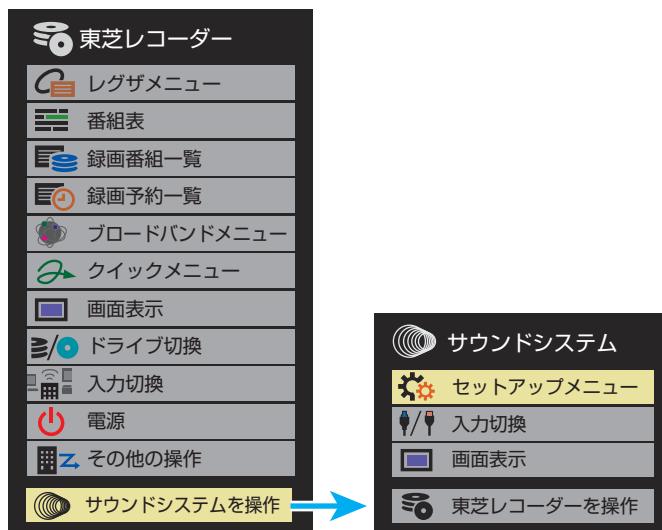 東芝レコーダー
レグザメニュー
番組表
録画番組一覧
録画予約一覧
ブロードバンドメニュー
クイックメニュー
画面表示
ドライブ切換
入力切換
電源
その他の操作
サウンドシステムを操作
サウンドシステム
セットアップメニュー
入力切換
画面表示
東芝レコーダーを操作